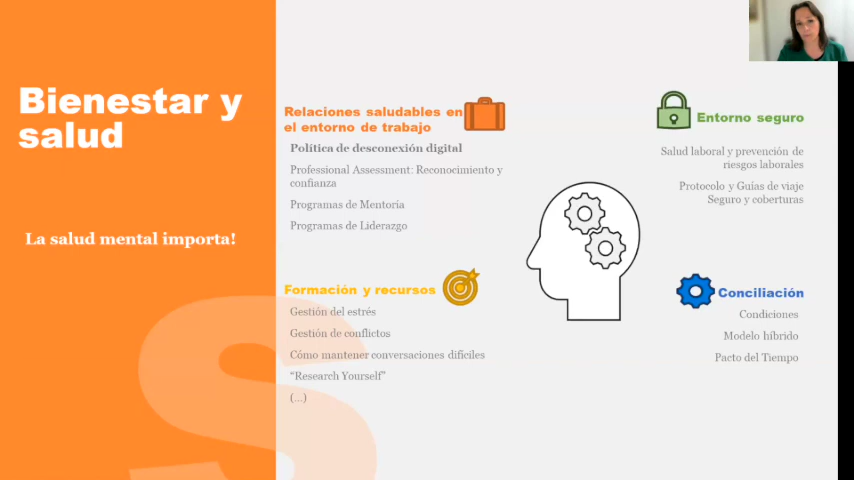 Bienestar y
salud
La salud mental importa!
Relaciones saludables en
el entorno de trabajo
Política de desconexión digital
Professional Assessment: Reconocimiento y
confianza
Programas de Mentoría
Programas de Liderazgo
Formación y recursos
Gestión del estrés
Gestión de conflictos
Cómo mantener conversaciones difíciles
“Research Yourself”
(...)
Entorno seguro
Salud laboral y prevención de
riesgos laborales
Protocolo y Guías de viaje
Seguro y coberturas
Conciliación
Condiciones
Modelo híbrido
Pacto del Tiempo